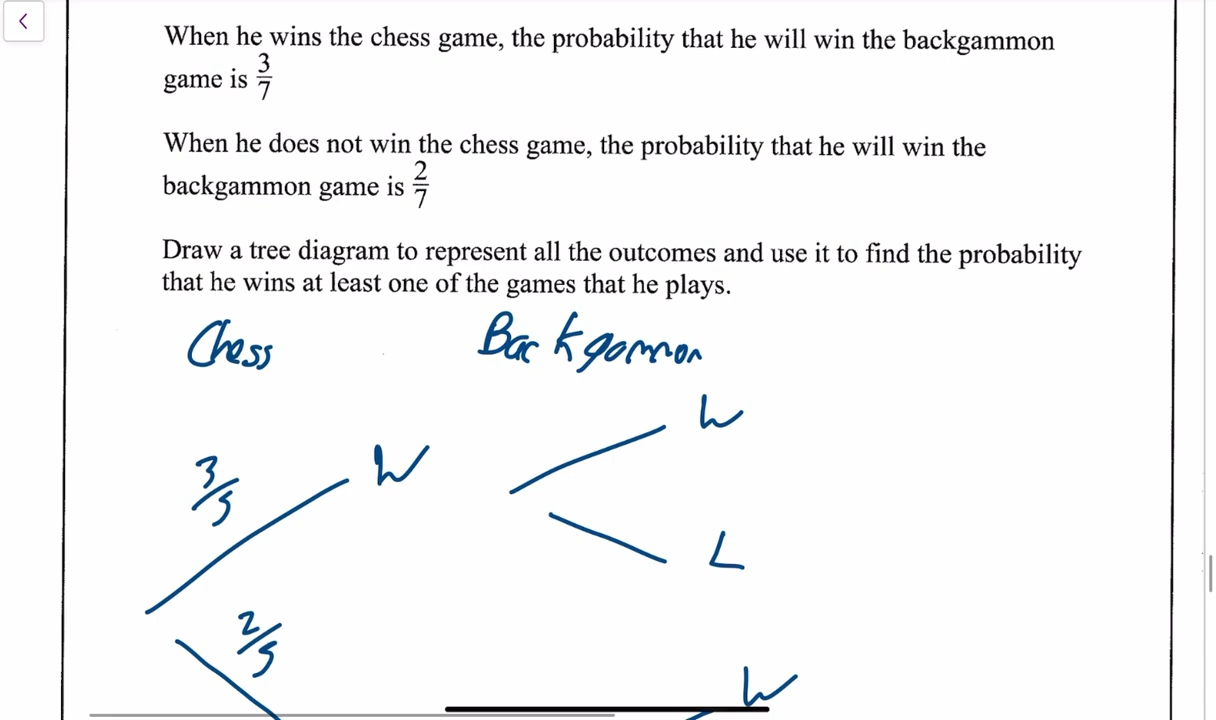 When he wins the chess game, the probability that he will win the backgammon
game is 3/7
When he does not win the chess game, the probability that he will win the
backgammon game is 2/7
Draw a tree diagram to represent all the outcomes and use it to find the probability
that he wins at least one of the games that he plays.
Chess Backgammon
W
3/5 W
L
2/5
W